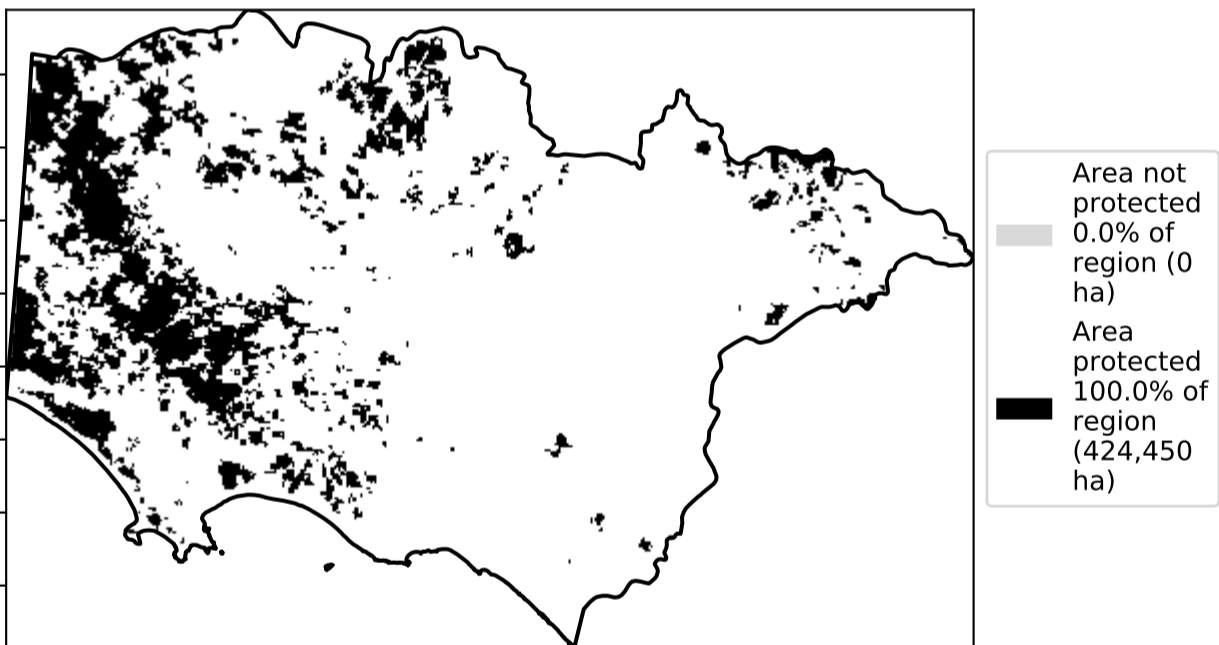 Area not
protected
0.0% of
region (0
ha)
Area
protected
100.0% of
region
(424,450
ha)